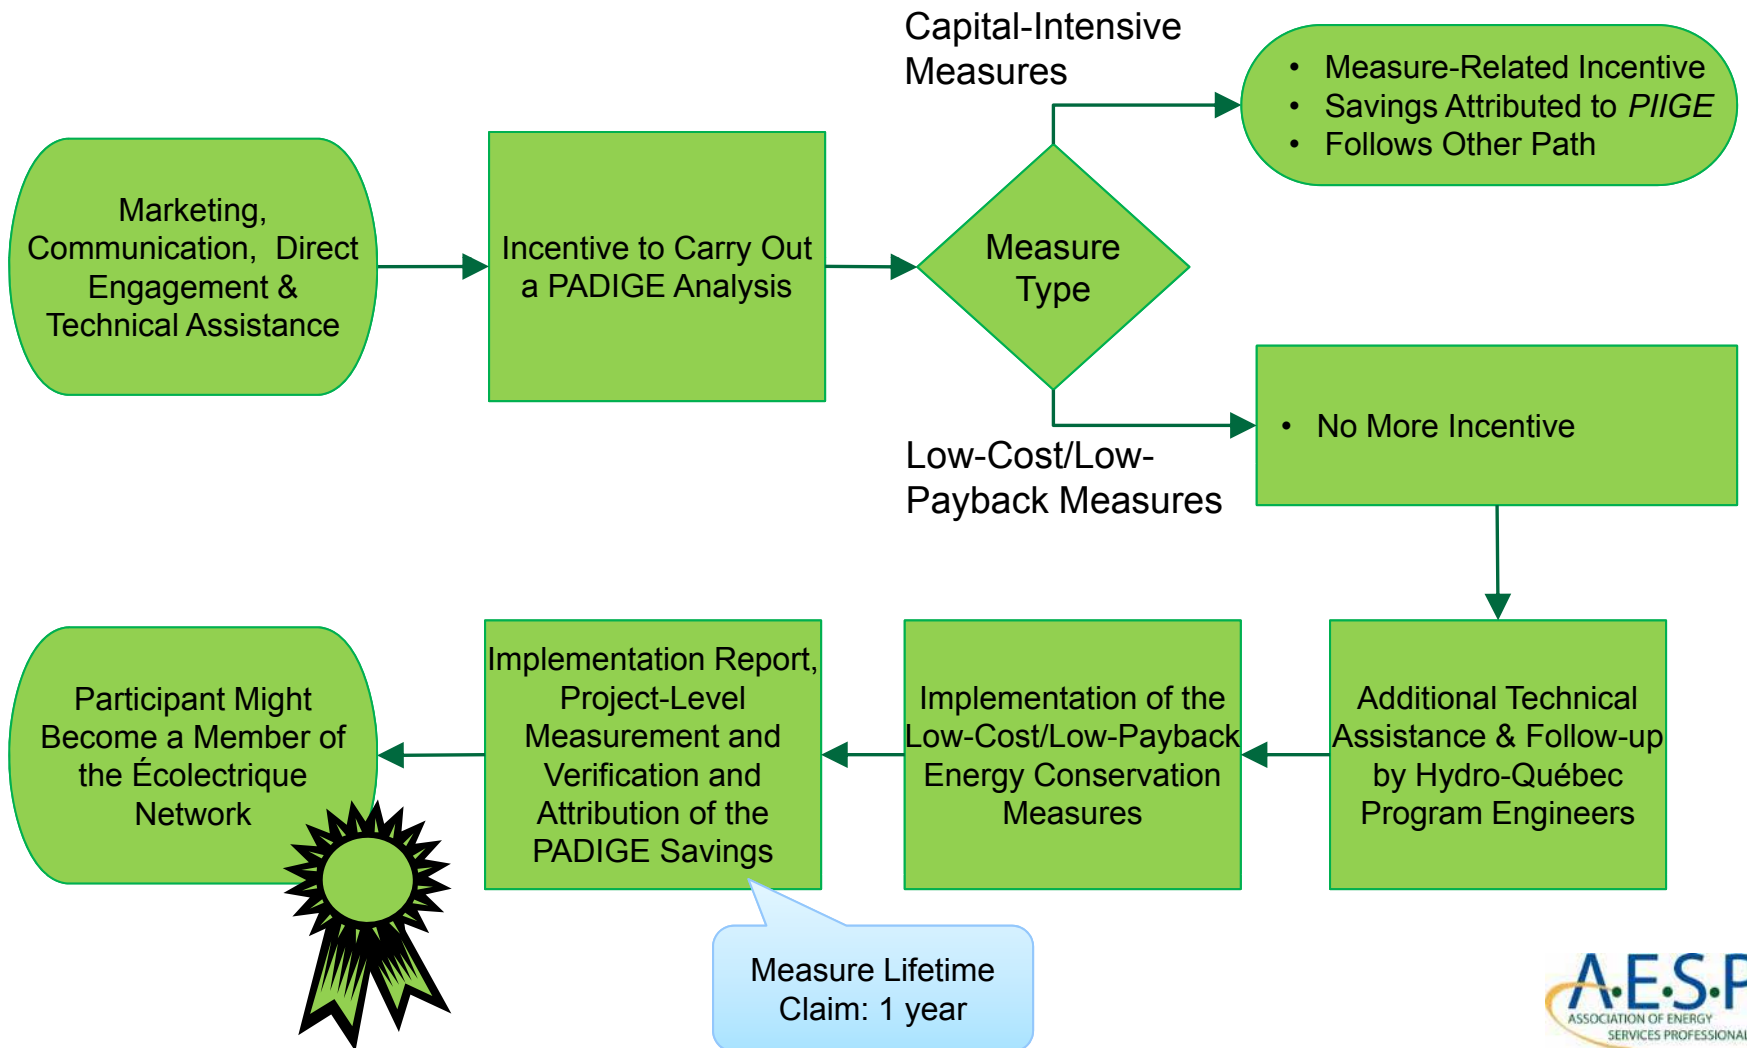 Capital-Intensive
Measures
• Measure-Related Incentive
• Savings Attributed to PIIGE
• Follows Other Path
Marketing,
Communication, Direct
Engagement &
Technical Assistance
Incentive to Carry Out
a PADIGE Analysis
Measure
Type
• No More Incentive
Low-Cost/Low-
Payback Measures
Additional Technical
Assistance & Follow-up
by Hydro-Québec
Program Engineers
Implementation of the
Low-Cost/Low-Payback
Energy Conservation
Measures
Implementation Report,
Project-Level
Measurement and
Verification and
Attribution of the
PADIGE Savings
Participant Might
Become a Member of
the Écolectrique
Network
Measure Lifetime
Claim: 1 year
A•E•S•P
ASSOCIATION OF ENERGY
SERVICES PROFESSIONAL